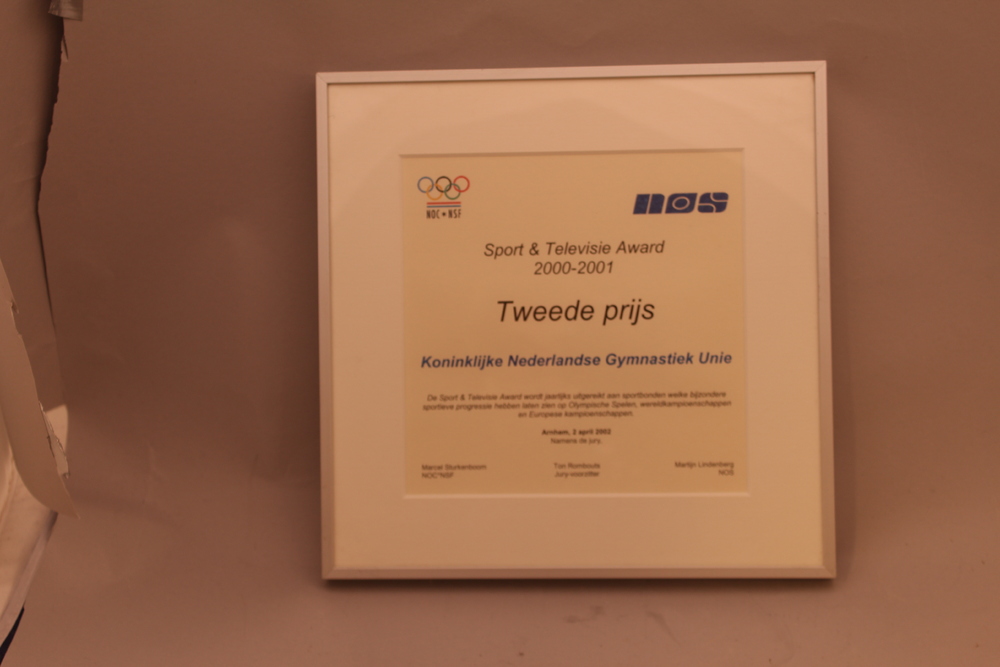 NOC*NSF
NOS
Sport & Televisie Award
2000-2001
Tweede prijs
Koninklijke Nederlandse Gymnastiek Unie
De Sport & Televisie Award wordt jaarlijks uitgereikt aan sportbonden welke bijzondere
sportieve progressie hebben laten zien op Olympische Spelen, wereldkampioenschappen
en Europese kampioenschappen.
Arnhem, 2 april 2002
Namens de jury,
Marcel Sturkenboom
NOC*NSF
Ton Rombouts
Jury-voorzitter
Martijn Lindenberg
NOS